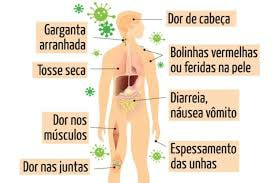 Garganta
arranhada
Tosse seca
Dor nos
músculos
Dor nas juntas
Dor de cabeça
Bolinhas vermelhas
ou feridas na pele
Diarreia,
náusea vômito
Espessamento
das unhas